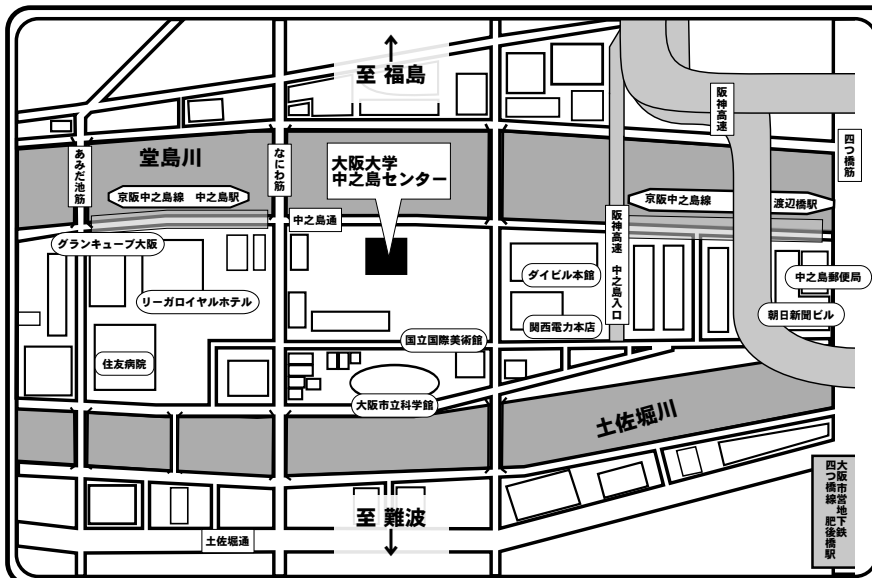 至 福島
阪神高速
四つ橋筋
あみだ池筋
堂島川
なにわ筋
大阪大学
中之島センター
京阪中之島線 中之島駅
京阪中之島線 渡辺橋駅
中之島通
阪神高速 中之島入口
グランキューブ大阪
リーガロイヤルホテル
ダイビル本館
中之島郵便局
関西電力本店
朝日新聞ビル
国立国際美術館
住友病院
大阪市立科学館
土佐堀川
大阪市営地下鉄
四つ橋線 肥後橋駅
至 難波
土佐堀通